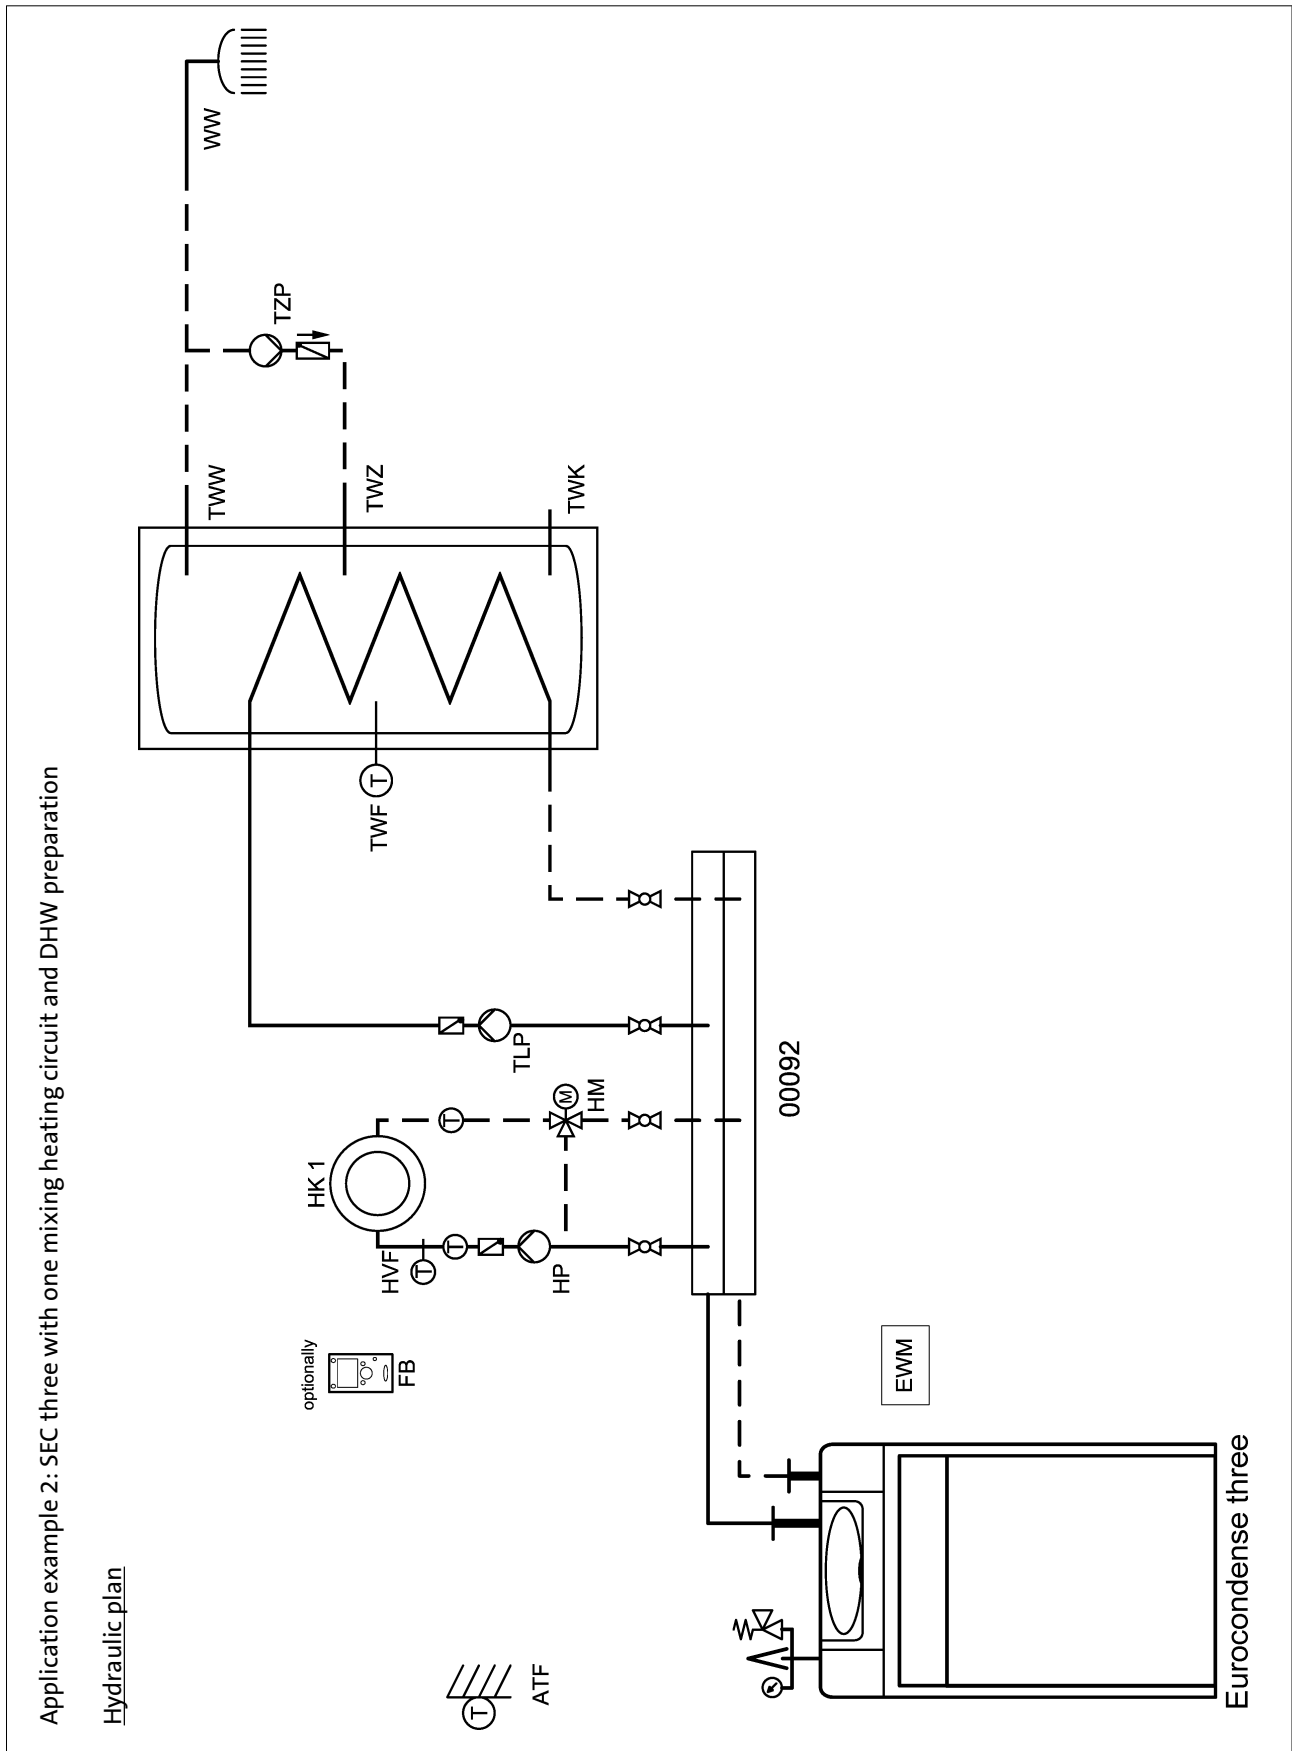 Application example 2: SEC three with one mixing heating circuit and DHW preparation
Hydraulic plan
WW
TZP
TWW
TWZ
TWK
TWF
T
HK 1
T
T
HVF
T
TLP
M
HM
HP
optionally
FB
T
ATF
00092
EWM
Eurocondense three